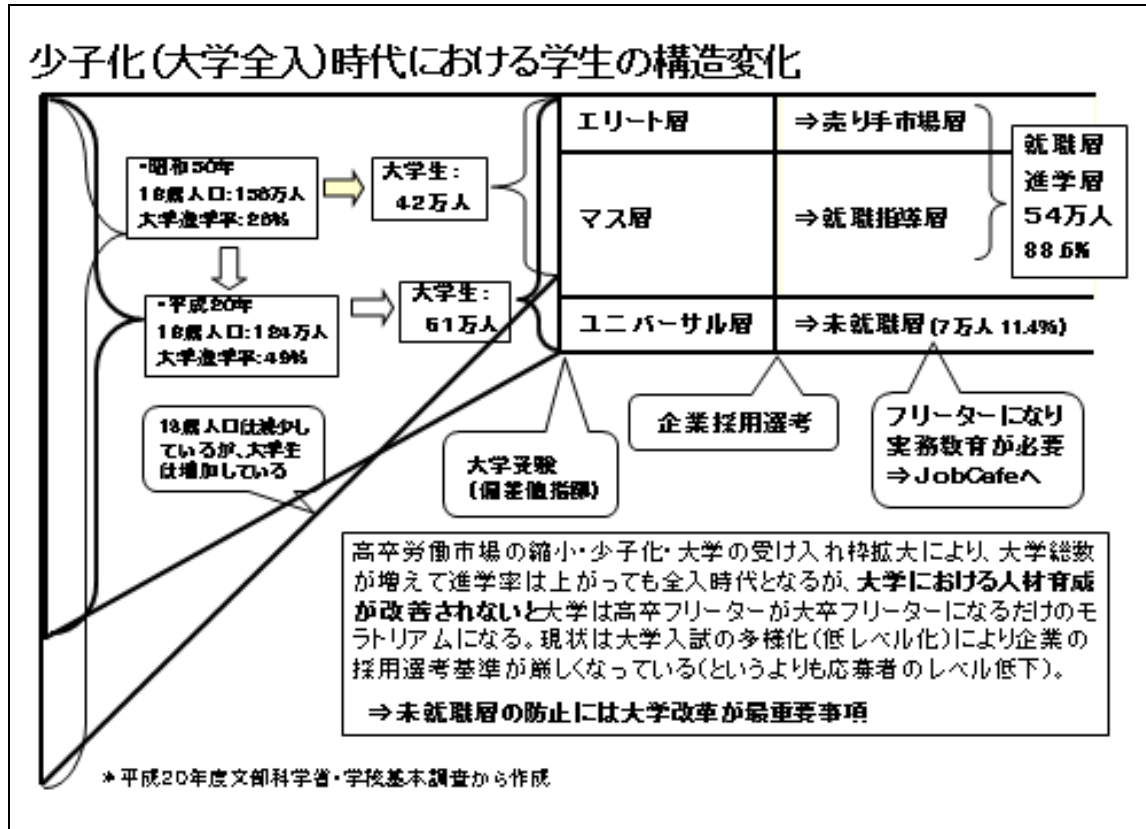 少子化(大学全入)時代における学生の構造変化
・昭和50年
18歳人口:156万人
大学進学率:26%
大学生:
42万人
・平成20年
18歳人口:124万人
大学進学率:49%
大学生:
61万人
エリート層
⇒売り手市場層
マス層
⇒就職指導層
ユニバーサル層
⇒未就職層(7万人 11.4%)
就職層
進学層
54万人
88.6%
18歳人口は減少し
ているが、大学生
は増加している
大学受験
(偏差値指導)
企業採用選考
フリーターになり
実務教育が必要
⇒JobCafeへ
高卒労働市場の縮小・少子化・大学の受け入れ枠拡大により、大学総数
が増えて進学率は上がっても全入時代となるが、大学における人材育成
が改善されないと大学は高卒フリーターが大卒フリーターになるだけのモ
ラトリアムになる。現状は大学入試の多様化(低レベル化)により企業の
採用選考基準が厳しくなっている(というよりも応募者のレベル低下)。
⇒未就職層の防止には大学改革が最重要事項
*平成20年度文部科学省・学校基本調査から作成